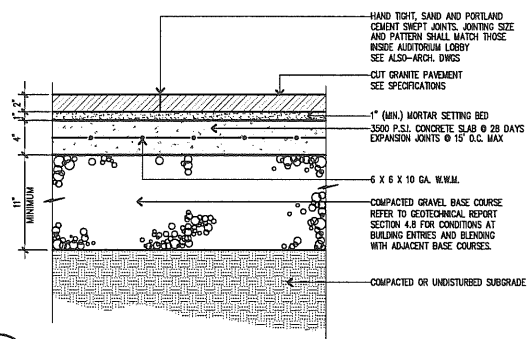 HAND TIGHT, SAND AND PORTLAND
CEMENT SWEPT JOINTS. JOINTING SIZE
AND PATTERN SHALL MATCH THOSE
INSIDE AUDITORIUM LOBBY
SEE ALSO-ARCH. DWGS
CUT GRANITE PAVEMENT
SEE SPECIFICATIONS
2"
1"
1" (MIN.) MORTAR SETTING BED
4"
3500 P.S.I. CONCRETE SLAB @ 28 DAYS
EXPANSION JOINTS @ 15' O.C. MAX
6 X 6 X 10 GA. W.W.M.
11"
MINIMUM
COMPACTED GRAVEL BASE COURSE
REFER TO GEOTECHNICAL REPORT
SECTION 4.B FOR CONDITIONS AT
BUILDING ENTRIES AND BLENDING
WITH ADJACENT BASE COURSES.
COMPACTED OR UNDISTURBED SUBGRADE